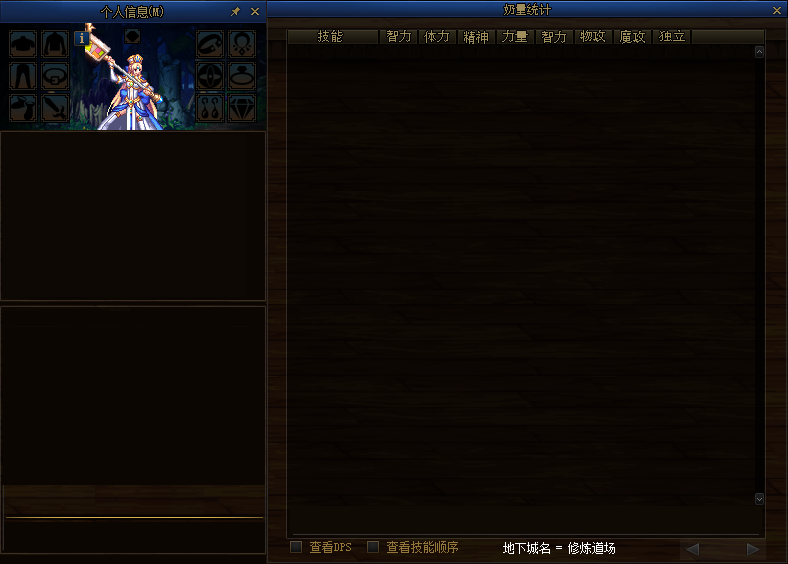 个人信息(M)
奶量统计
技能 智力 体力 精神 力量 智力 物攻 魔攻 独立
查看DPS 查看技能顺序 地下城名 = 修炼道场